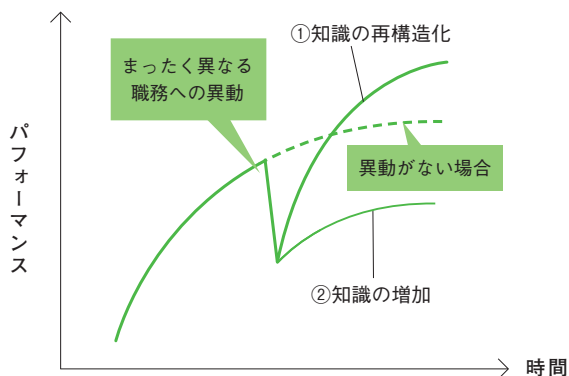 ①知識の再構造化
まったく異なる
職務への異動
パフォーマンス
異動がない場合
②知識の増加
時間